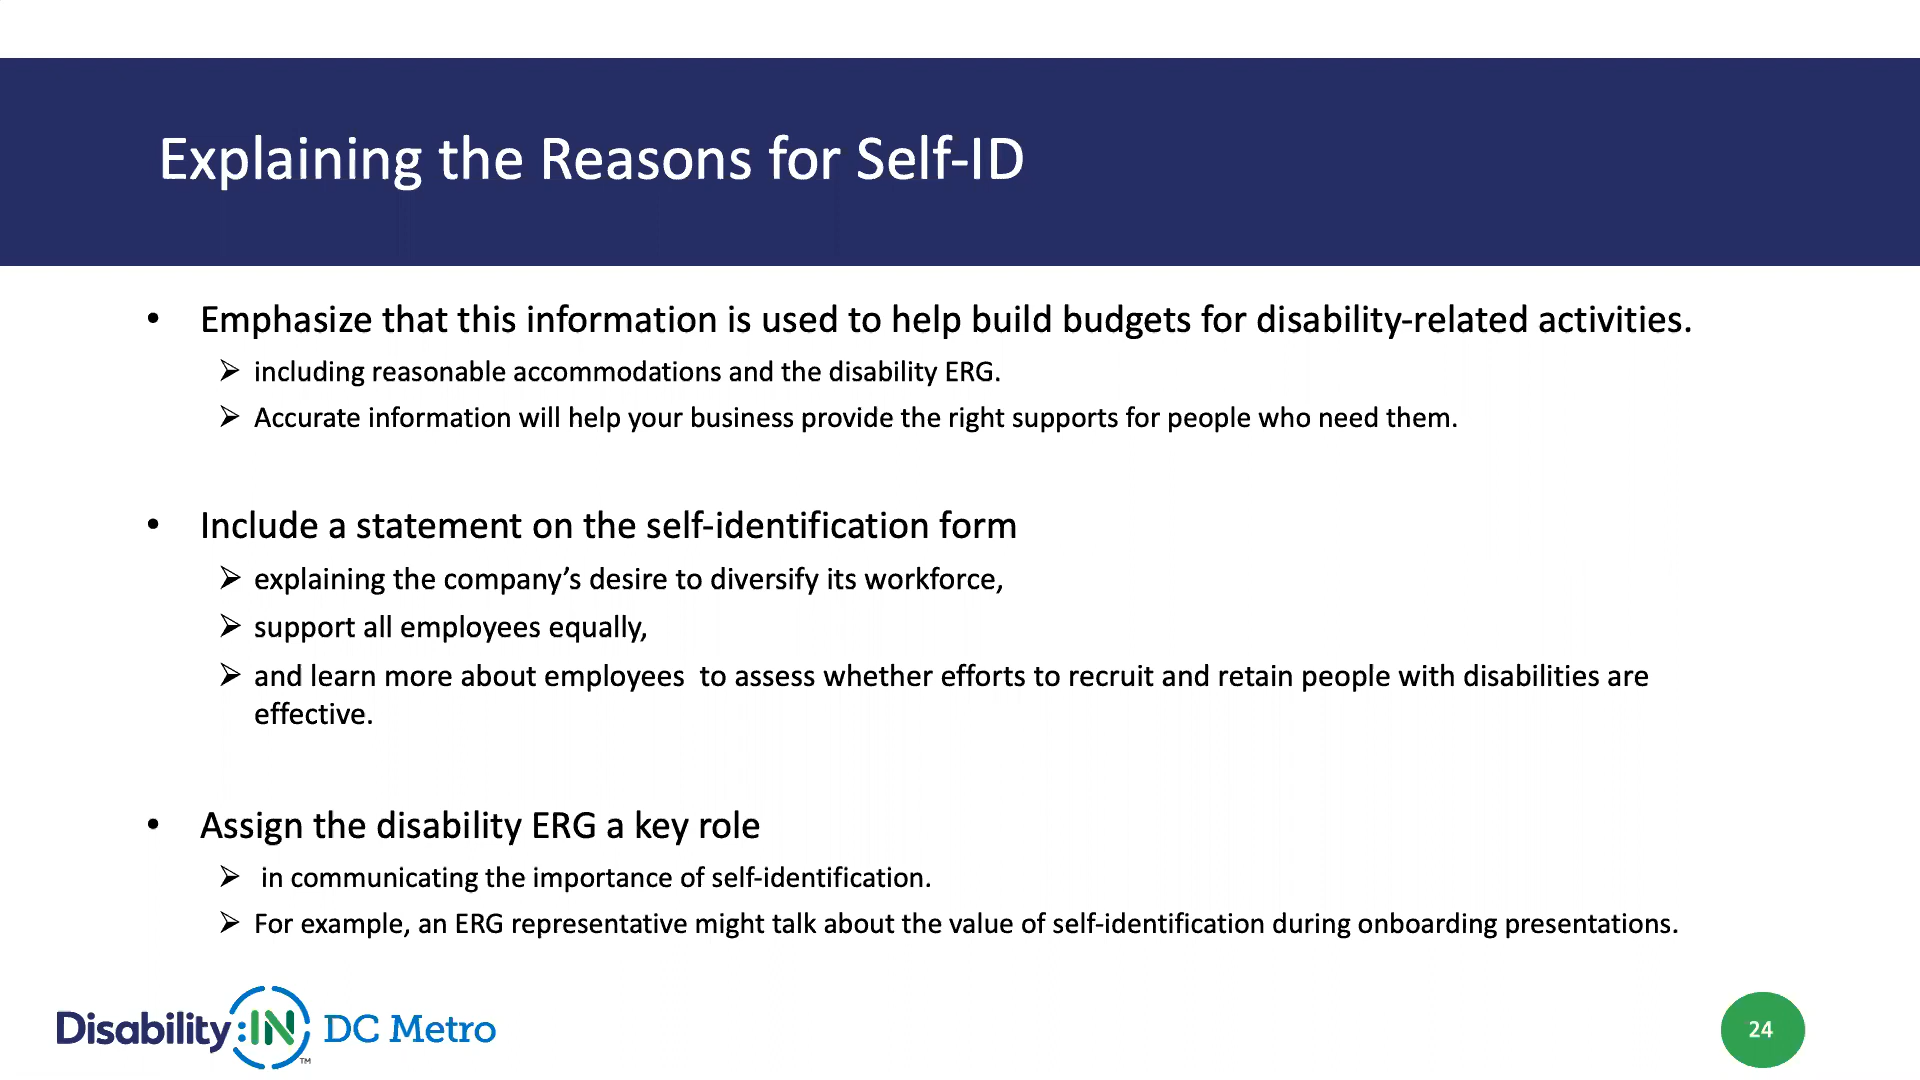 Explaining the Reasons for Self-ID
• Emphasize that this information is used to help build budgets for disability-related activities.
➢ including reasonable accommodations and the disability ERG.
➢ Accurate information will help your business provide the right supports for people who need them.
• Include a statement on the self-identification form
➢ explaining the company’s desire to diversify its workforce,
➢ support all employees equally,
➢ and learn more about employees  to assess whether efforts to recruit and retain people with disabilities are
effective.
• Assign the disability ERG a key role
➢ in communicating the importance of self-identification.
➢ For example, an ERG representative might talk about the value of self-identification during onboarding presentations.
Disability:IN™ DC Metro
24